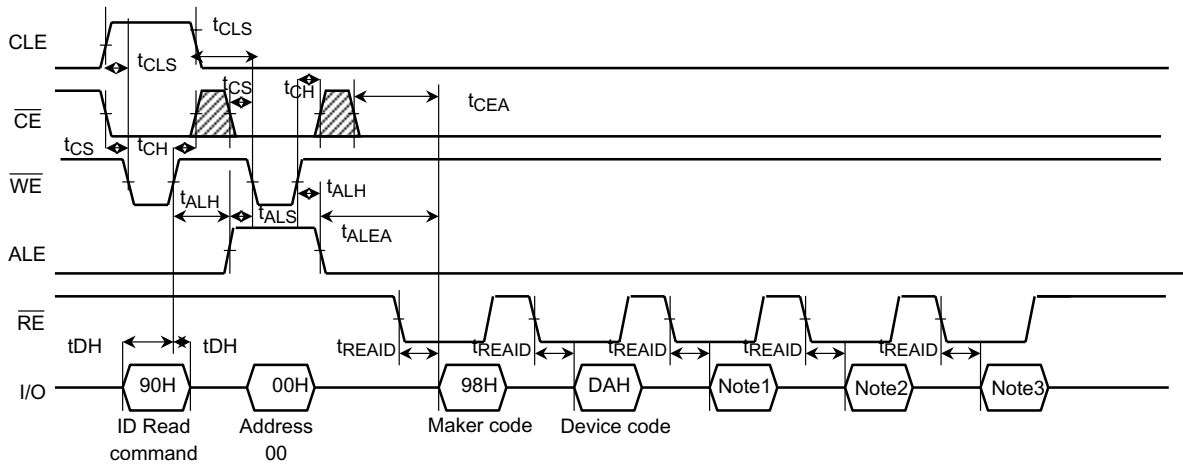 CLE
tCLS
tCLS
CE
tCS
tCH
tCEA
tCS
tCH
WE
tALH
tALH
tALS
tALEA
ALE
RE
tDH
tDH
tREAID
tREAID
tREAID
tREAID
tREAID
I/O
90H
00H
98H
DAH
Note1
Note2
Note3
ID Read
command
Address
00
Maker code
Device code